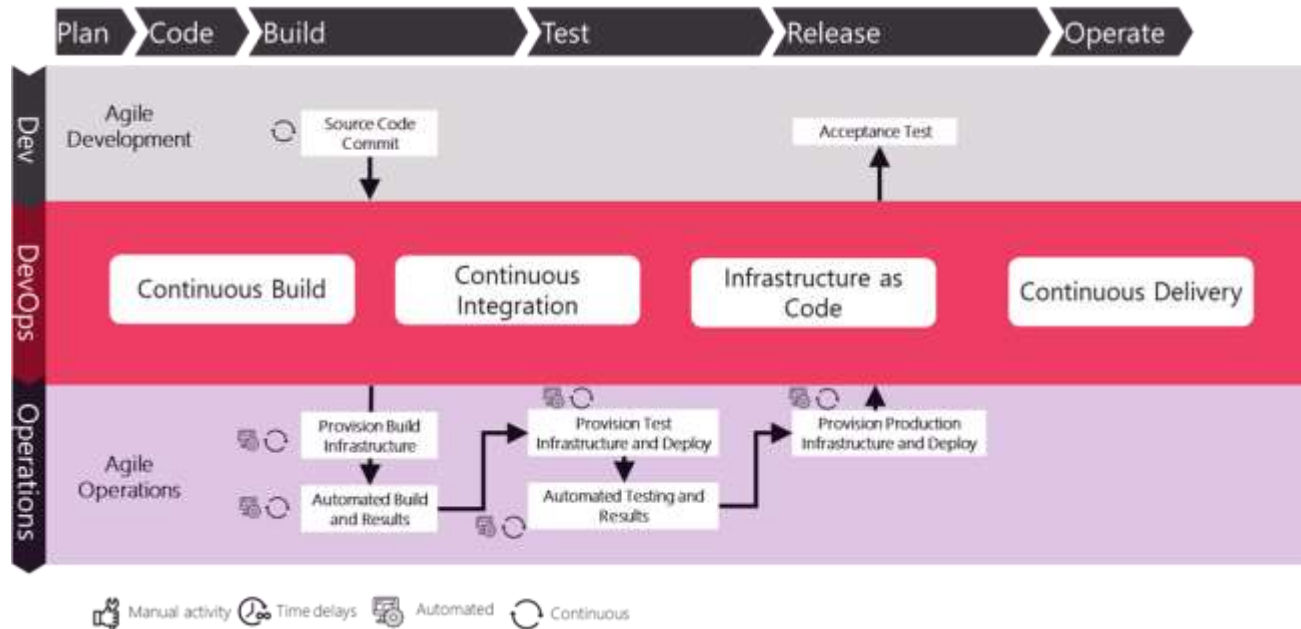 Plan Code Build Test Release Operate
Dev
Agile
Development
Source Code
Commit
Acceptance Test
DevOps
Continuous Build
Continuous
Integration
Infrastructure as
Code
Continuous Delivery
Operations
Agile
Operations
Provision Build
Infrastructure
Automated Build
and Results
Provision Test
Infrastructure and Deploy
Automated Testing and
Results
Provision Production
Infrastructure and Deploy
Manual activity Time delays Automated Continuous